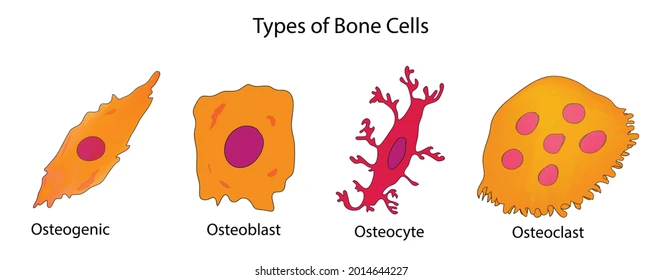 Types of Bone Cells
Osteogenic
Osteoblast
Osteocyte
Osteoclast
shutterstock.com · 2014644227